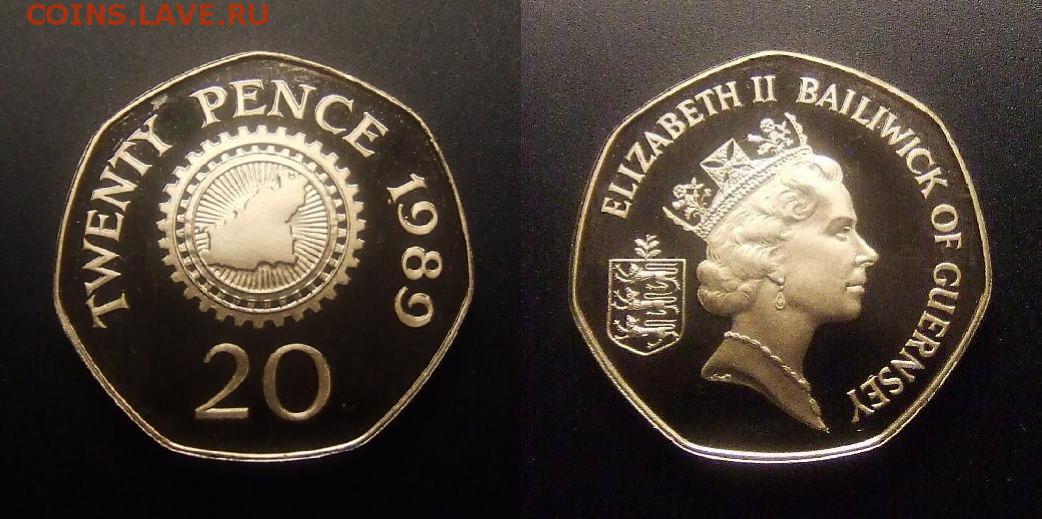 COINS.LAVE.RU
TWENTY PENCE 1989
20
ELIZABETH II BAILIWICK OF GUERNSEY